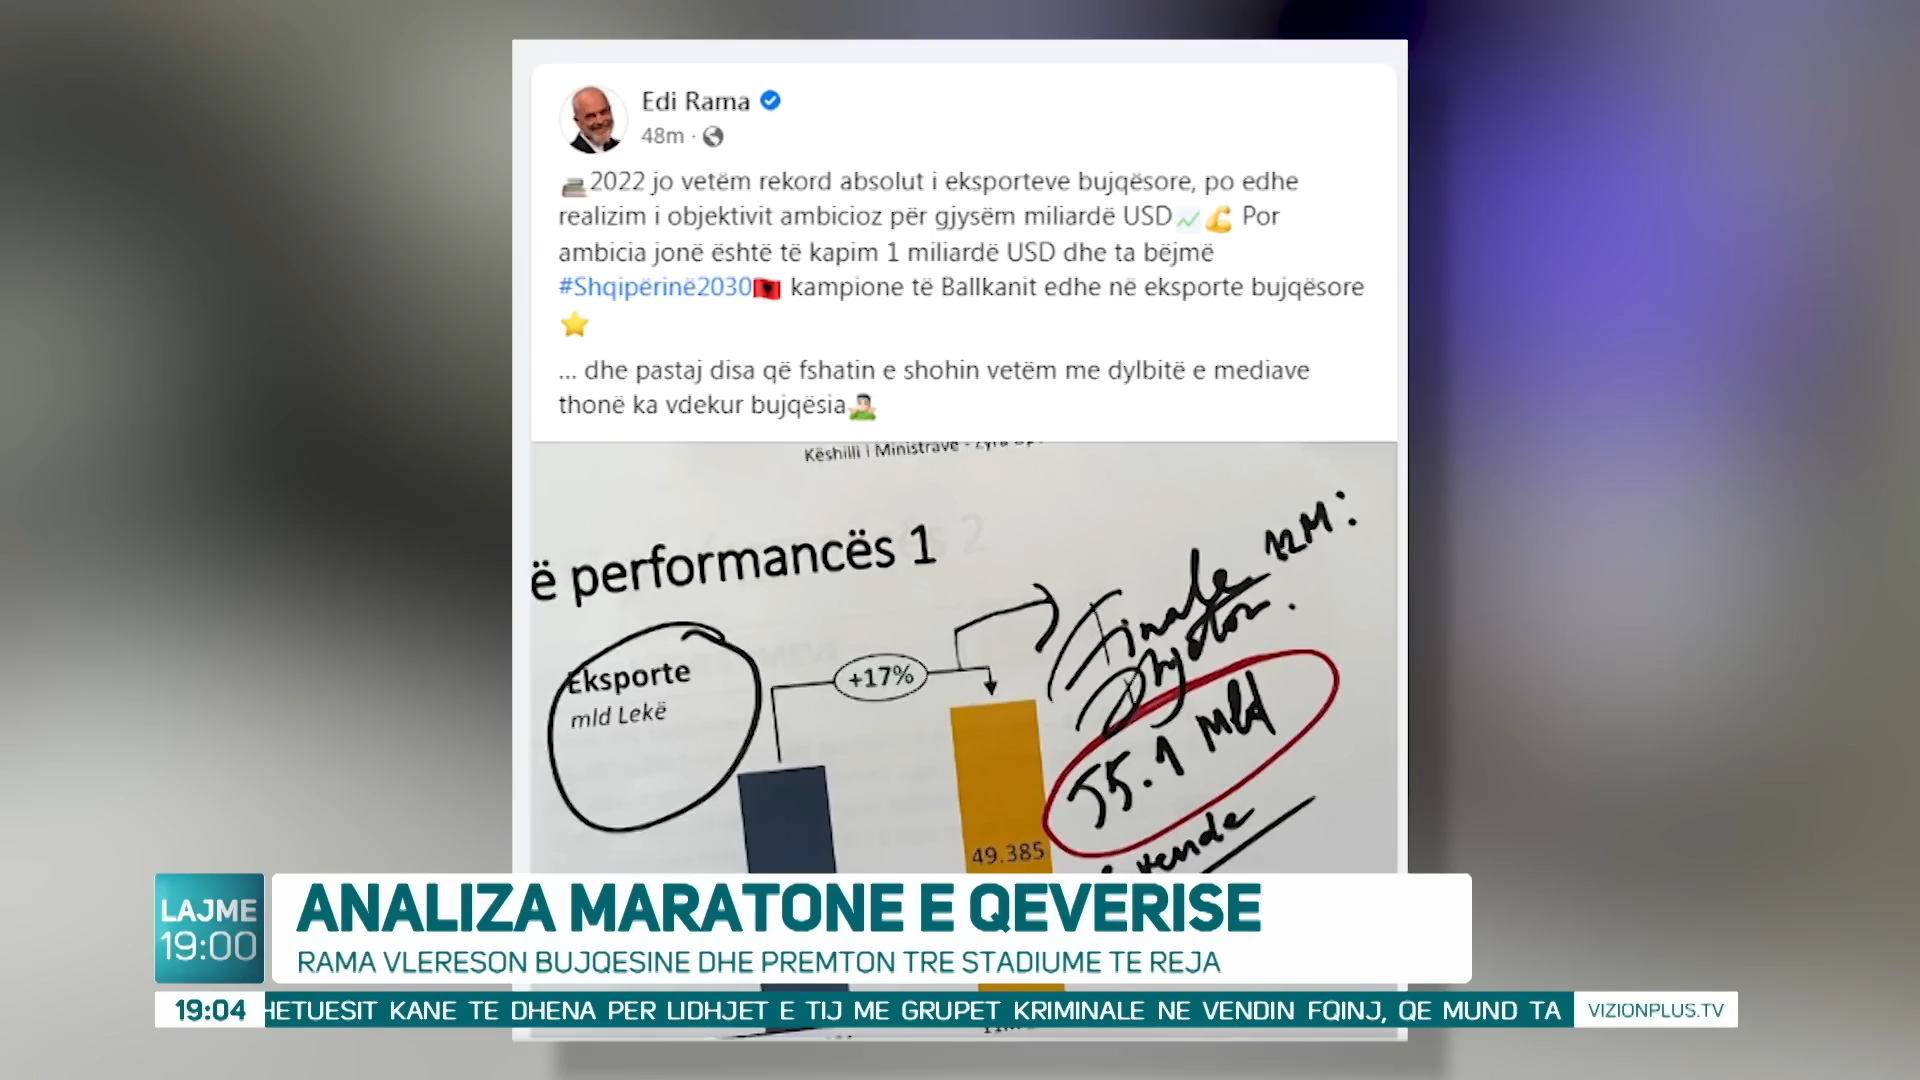 Edi Rama
48m ·
2022 jo vetëm rekord absolut i eksporteve bujqësore, po edhe
realizim i objektivit ambicioz për gjysëm miliardë USD Por
ambicia jonë është të kapim 1 miliardë USD dhe ta bëjmë
#Shqipërinë2030 kampione të Ballkanit edhe në eksporte bujqësore
... dhe pastaj disa që fshatin e shohin vetëm me dylbitë e mediave
thonë ka vdekur bujqësia
Këshilli i Ministrave -
ë performancës 1
Eksporte
mld Lekë
+17%
12M:
55.1 Mld
49.385
LAJME
19:00
ANALIZA MARATONE E QEVERISE
RAMA VLERESON BUJQESINE DHE PREMTON TRE STADIUME TE REJA
19:04
HETUESIT KANE TE DHENA PER LIDHJET E TIJ ME GRUPET KRIMINALE NE VENDIN FQINJ, QE MUND TA
VIZIONPLUS.TV